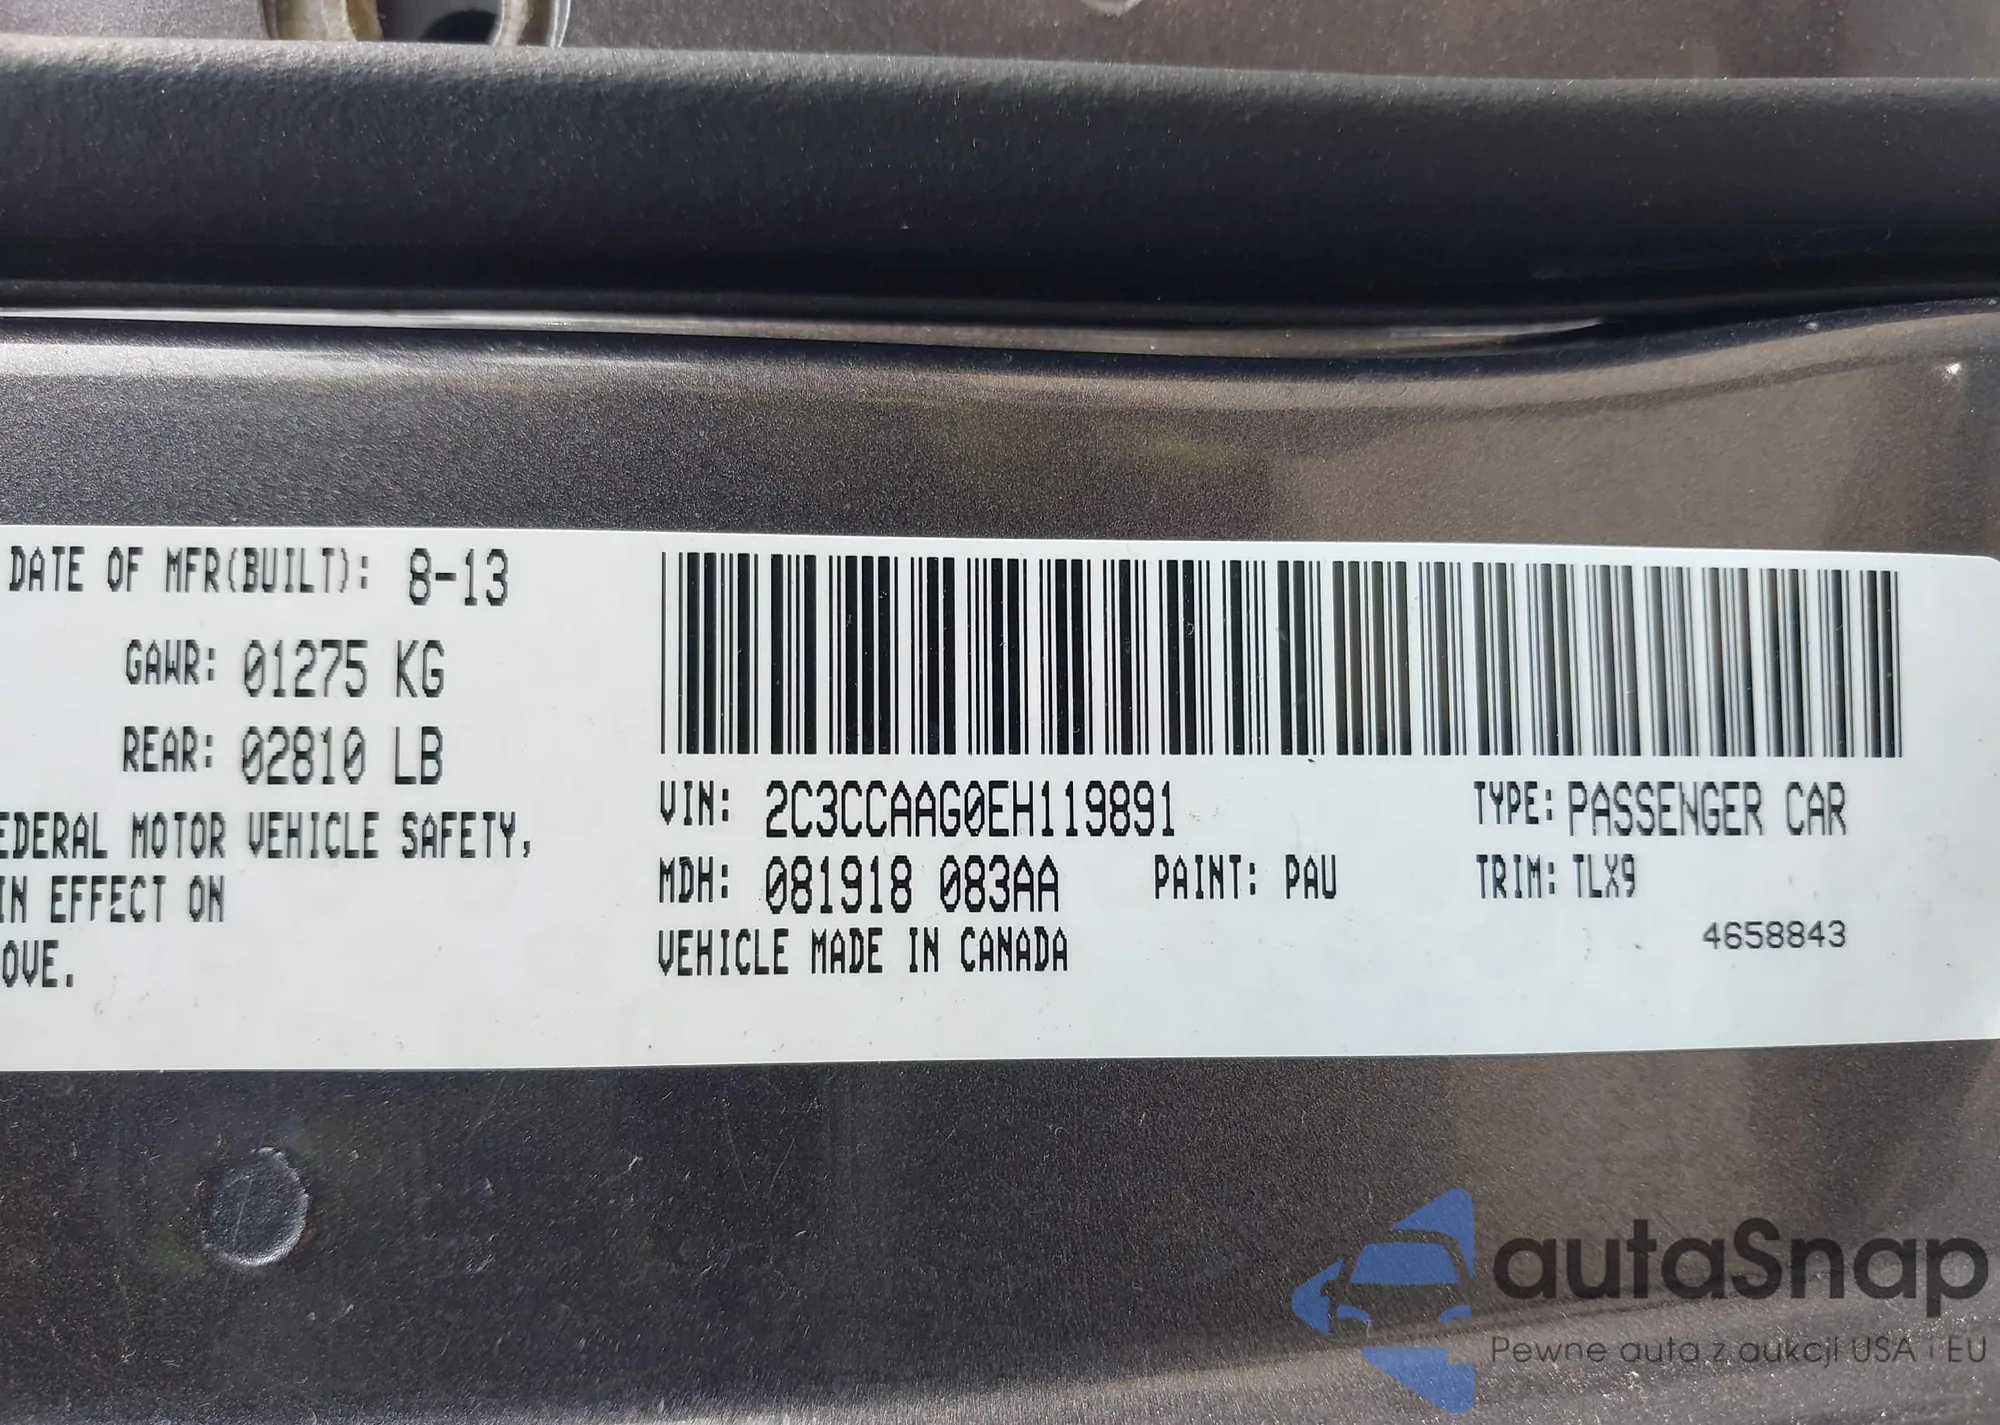 DATE OF MFR(BUILT): 8-13
GAWR: 01275 KG
REAR: 02810 LB
EDERAL MOTOR VEHICLE SAFETY,
IN EFFECT ON
OVE.
VIN: 2C3CCAAG0EH119891
TYPE: PASSENGER CAR
MDH: 081918 083AA
PAINT: PAU
TRIM: TLX9
VEHICLE MADE IN CANADA
4658843
autaSnap
Pewne auta z aukcji USA i EU